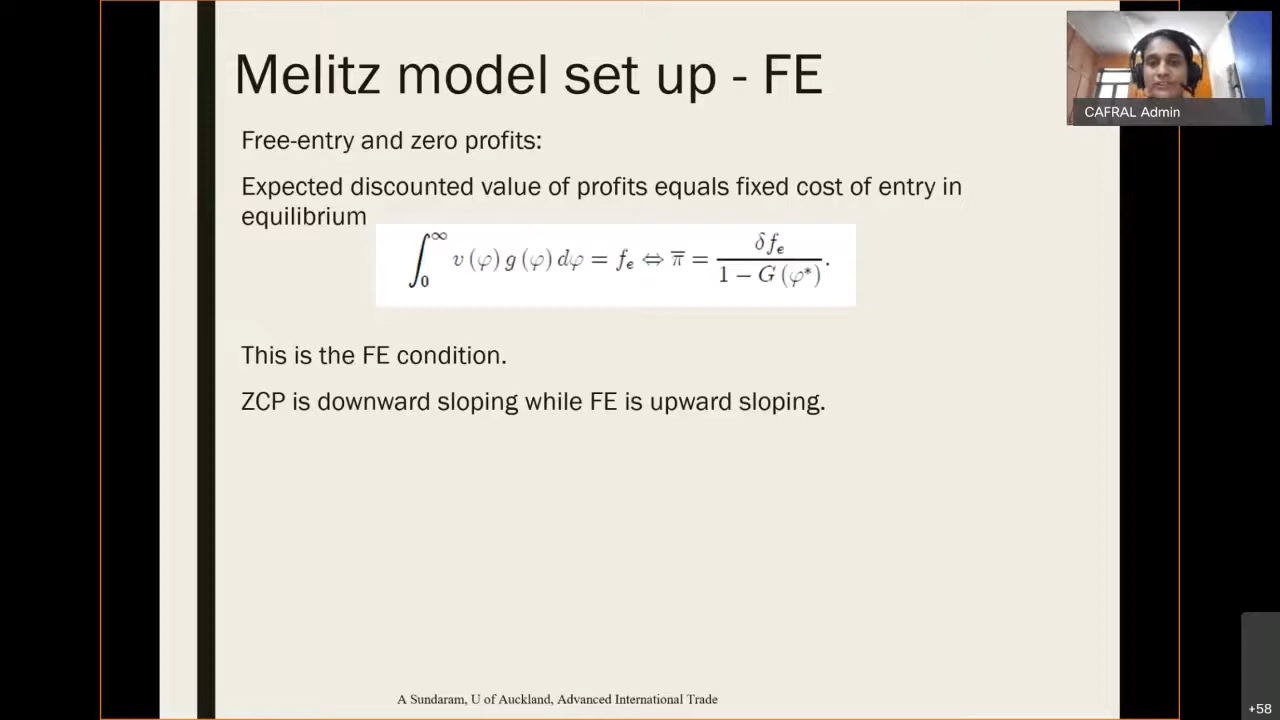 Melitz model set up - FE
CAFRAL Admin
Free-entry and zero profits:
Expected discounted value of profits equals fixed cost of entry in
equilibrium
∫₀^∞ v(φ) g(φ) dφ = fₑ ⇔ π̅ = δfₑ / (1 − G(φ*)).
This is the FE condition.
ZCP is downward sloping while FE is upward sloping.
A Sundaram, U of Auckland, Advanced International Trade
+58